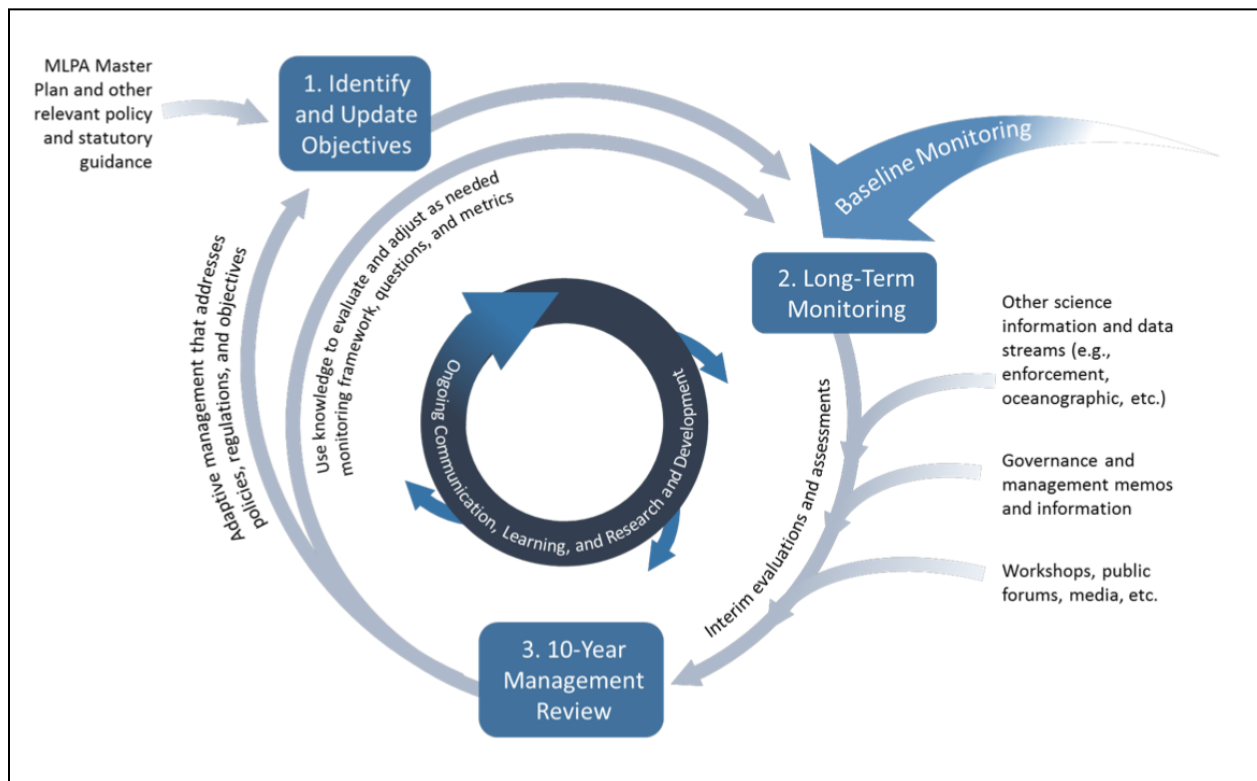 MLPA Master
Plan and other
relevant policy
and statutory
guidance
1. Identify
and Update
Objectives
Baseline Monitoring
2. Long-Term
Monitoring
Other science
information and data
streams (e.g.,
enforcement,
oceanographic, etc.)
Governance and
management memos
and information
Workshops, public
forums, media, etc.
Interim evaluations and assessments
3. 10-Year
Management
Review
Adaptive management that addresses
policies, regulations, and objectives
Use knowledge to evaluate and adjust as needed
monitoring framework, questions, and metrics
Ongoing Communication, Learning, and Research and Development